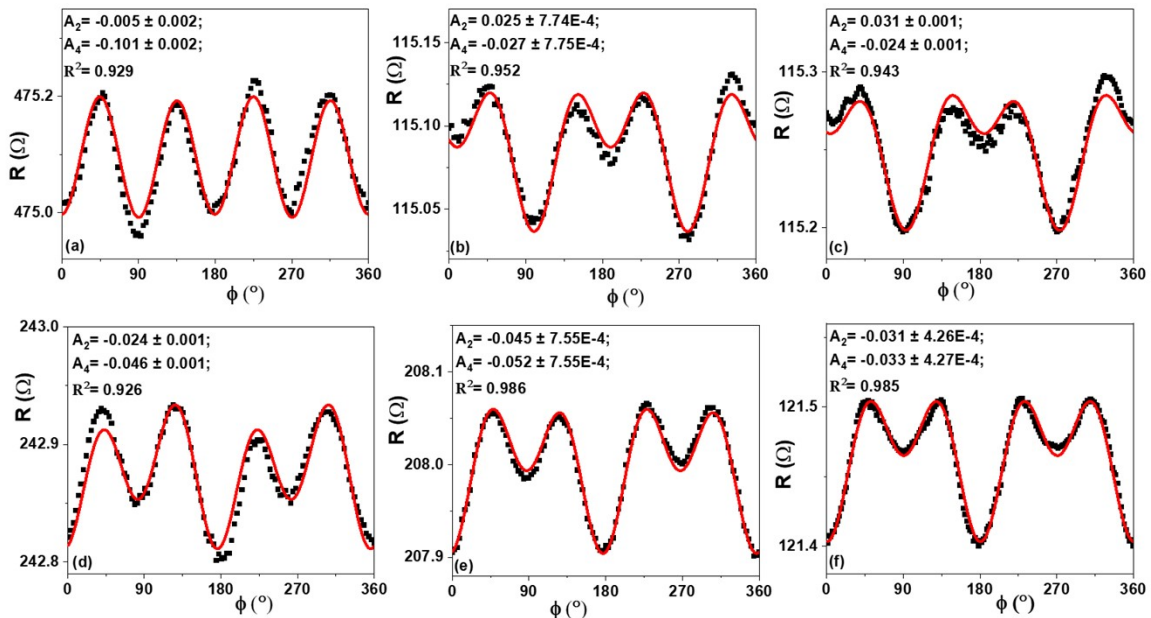 A₂= -0.005 ± 0.002;
A₄= -0.101 ± 0.002;
R²= 0.929
R (Ω)
475.2
475.0
(a)
0 90 180 270 360
ϕ (°)
A₂= 0.025 ± 7.74E-4;
A₄= -0.027 ± 7.75E-4;
R²= 0.952
R (Ω)
115.15
115.10
115.05
(b)
0 90 180 270 360
ϕ (°)
A₂= 0.031 ± 0.001;
A₄= -0.024 ± 0.001;
R²= 0.943
R (Ω)
115.3
115.2
(c)
0 90 180 270 360
ϕ (°)
A₂= -0.024 ± 0.001;
A₄= -0.046 ± 0.001;
R²= 0.926
R (Ω)
243.0
242.9
242.8
(d)
0 90 180 270 360
ϕ (°)
A₂= -0.045 ± 7.55E-4;
A₄= -0.052 ± 7.55E-4;
R²= 0.986
R (Ω)
208.1
208.0
207.9
(e)
0 90 180 270 360
ϕ (°)
A₂= -0.031 ± 4.26E-4;
A₄= -0.033 ± 4.27E-4;
R²= 0.985
R (Ω)
121.5
121.4
(f)
0 90 180 270 360
ϕ (°)